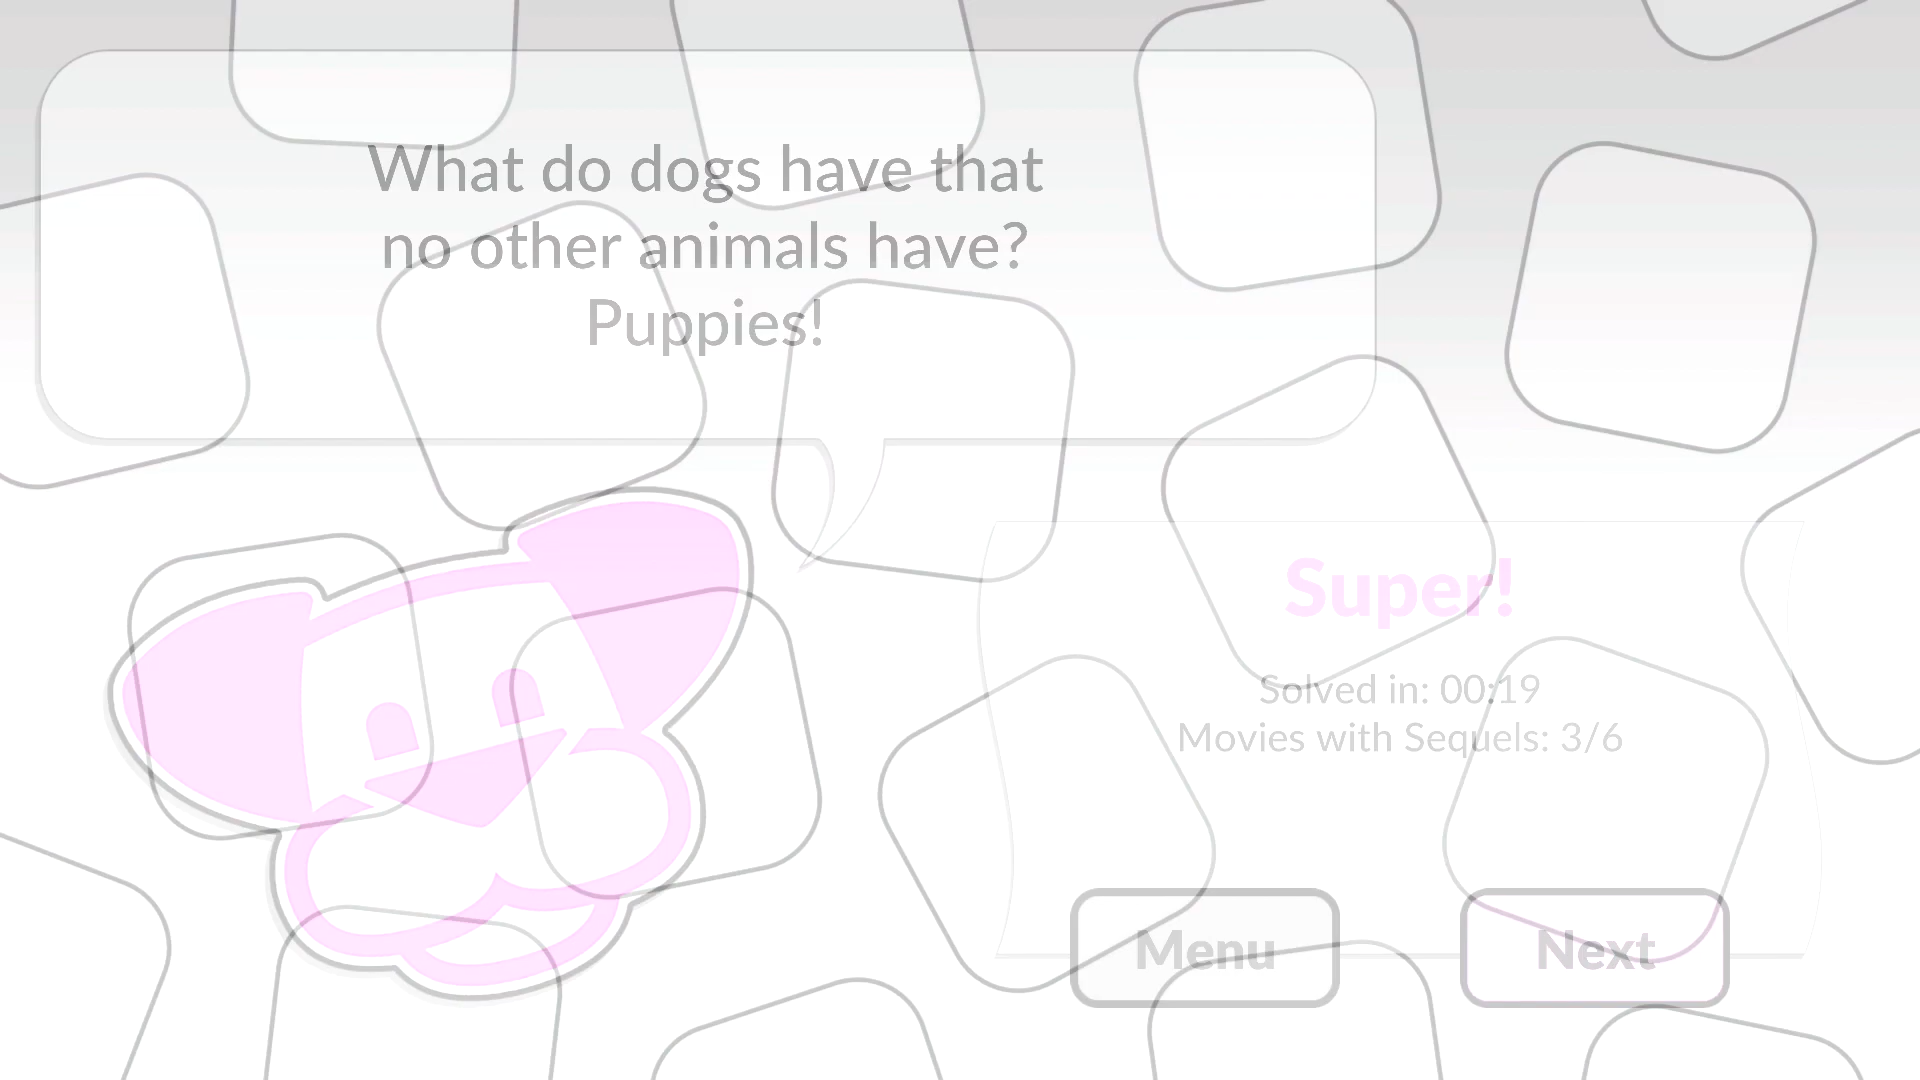 What do dogs have that
no other animals have?
Puppies!
Super!
Solved in: 00:19
Movies with Sequels: 3/6
Menu
Next